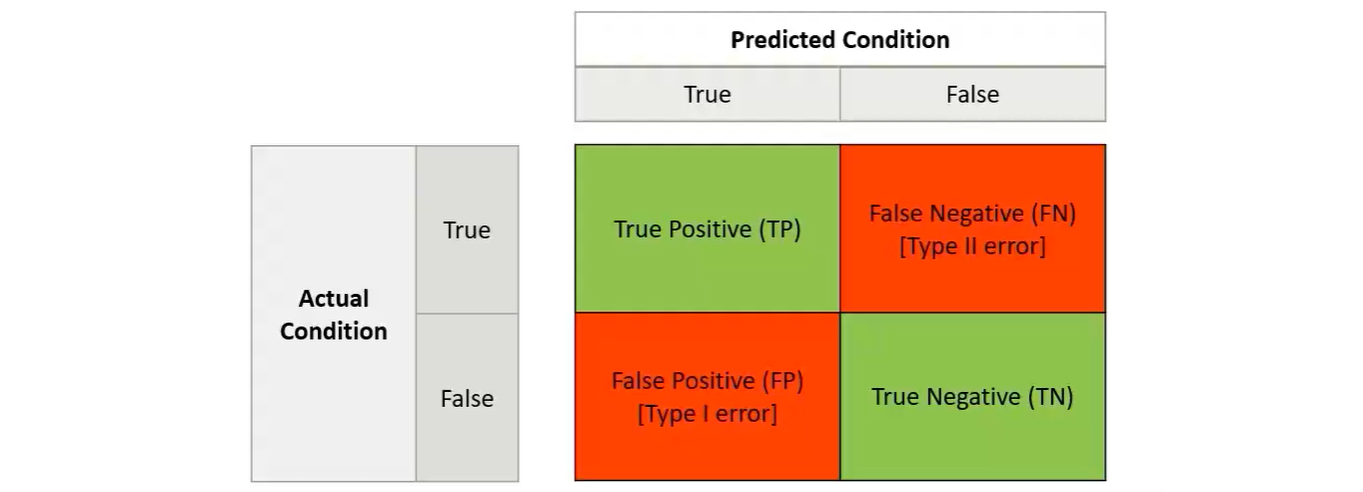 Predicted Condition
True
False
Actual
Condition
True
True Positive (TP)
False Negative (FN)
[Type II error]
False
False Positive (FP)
[Type I error]
True Negative (TN)